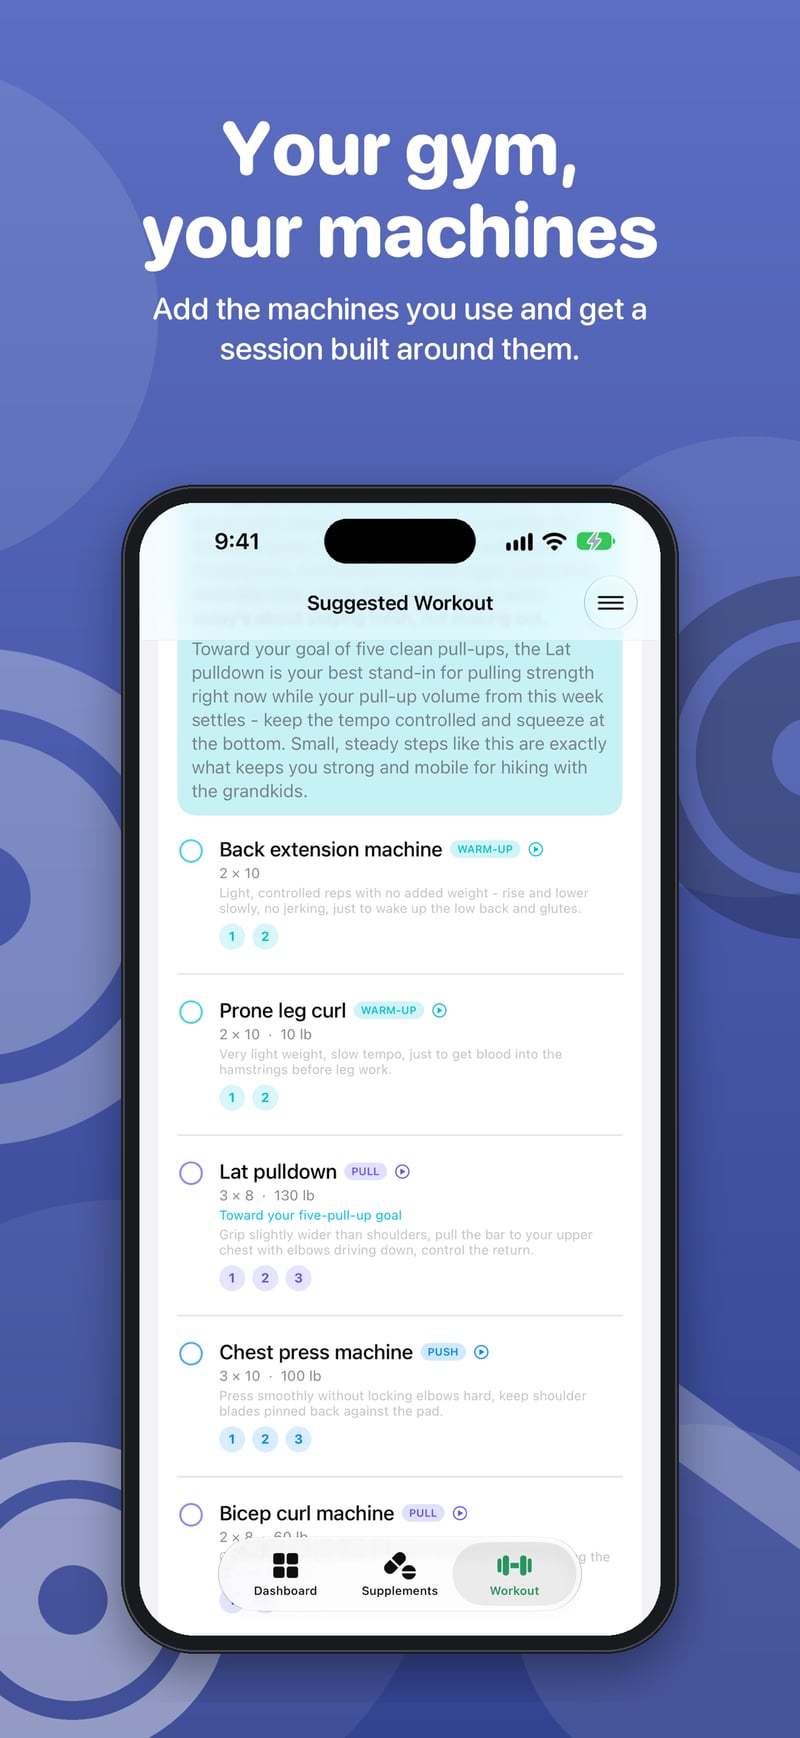 Your gym,
your machines
Add the machines you use and get a
session built around them.
9:41
Suggested Workout
Toward your goal of five clean pull-ups, the Lat
pulldown is your best stand-in for pulling strength
right now while your pull-up volume from this week
settles - keep the tempo controlled and squeeze at
the bottom. Small, steady steps like this are exactly
what keeps you strong and mobile for hiking with
the grandkids.
Back extension machine WARM-UP
2 × 10
Light, controlled reps with no added weight - rise and lower
slowly, no jerking, just to wake up the low back and glutes.
1 2
Prone leg curl WARM-UP
2 × 10 · 10 lb
Very light weight, slow tempo, just to get blood into the
hamstrings before leg work.
1 2
Lat pulldown PULL
3 × 8 · 130 lb
Toward your five-pull-up goal
Grip slightly wider than shoulders, pull the bar to your upper
chest with elbows driving down, control the return.
1 2 3
Chest press machine PUSH
3 × 10 · 100 lb
Press smoothly without locking elbows hard, keep shoulder
blades pinned back against the pad.
1 2 3
Bicep curl machine PULL
2 × 8 · 60 lb
the
Dashboard Supplements Workout